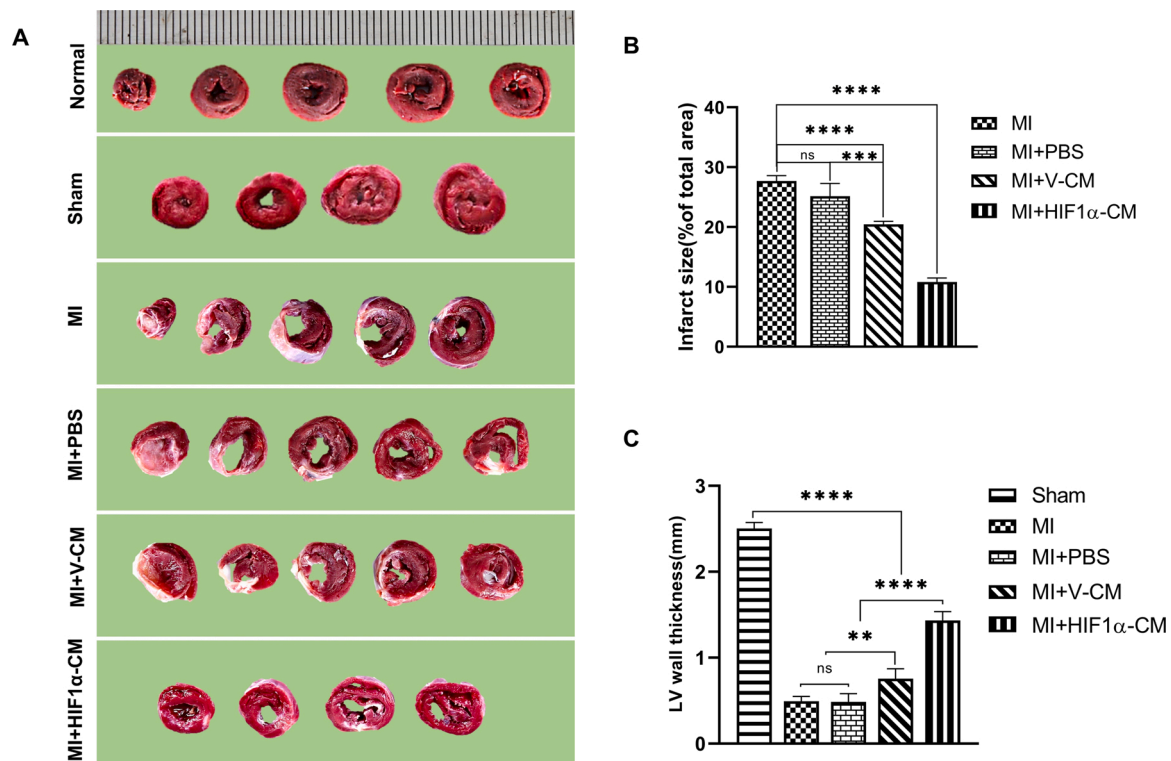 A
Normal
Sham
MI
MI+PBS
MI+V-CM
MI+HIF1α-CM
B
Infarct size(%of total area)
40
30
20
10
0
****
****
ns
***
MI
MI+PBS
MI+V-CM
MI+HIF1α-CM
C
LV wall thickness(mm)
3
2
1
0
****
****
**
ns
Sham
MI
MI+PBS
MI+V-CM
MI+HIF1α-CM